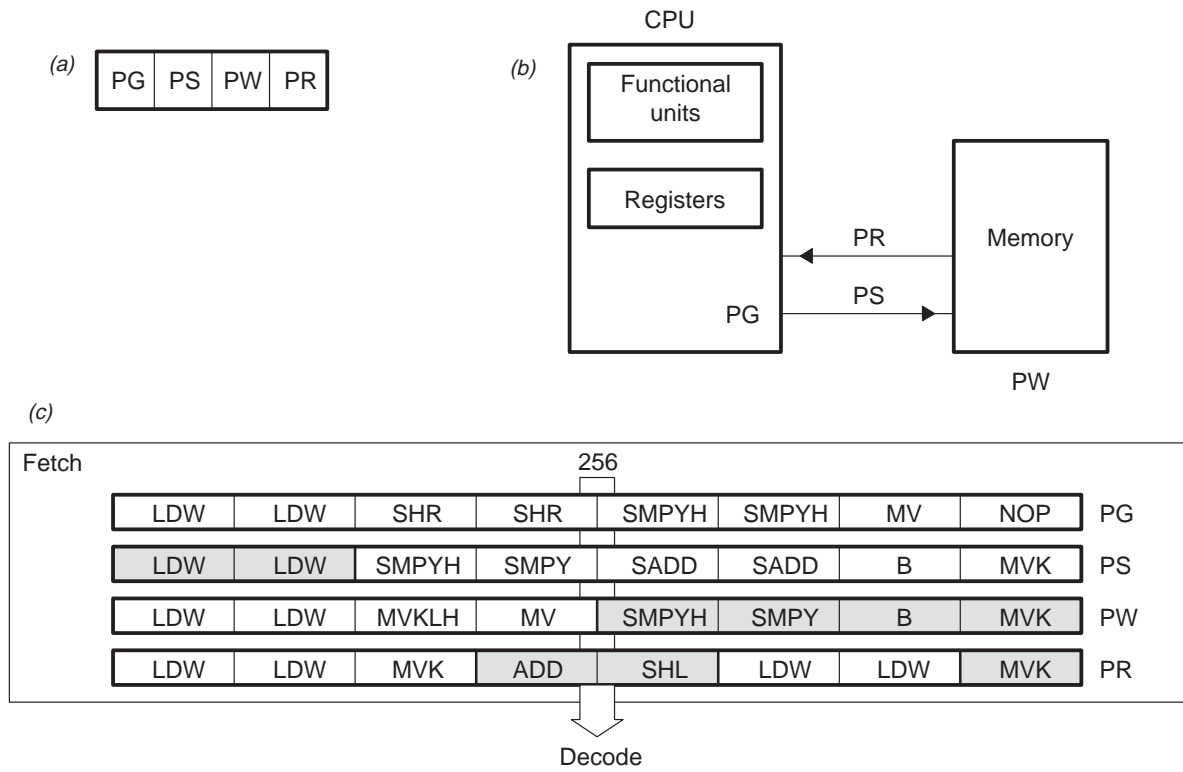 (a)
PG PS PW PR
(b)
CPU
Functional
units
Registers
PR
PS
PG
Memory
PW
(c)
Fetch
256
LDW LDW SHR SHR SMPYH SMPYH MV NOP PG
LDW LDW SMPYH SMPY SADD SADD B MVK PS
LDW LDW MVKLH MV SMPYH SMPY B MVK PW
LDW LDW MVK ADD SHL LDW LDW MVK PR
Decode